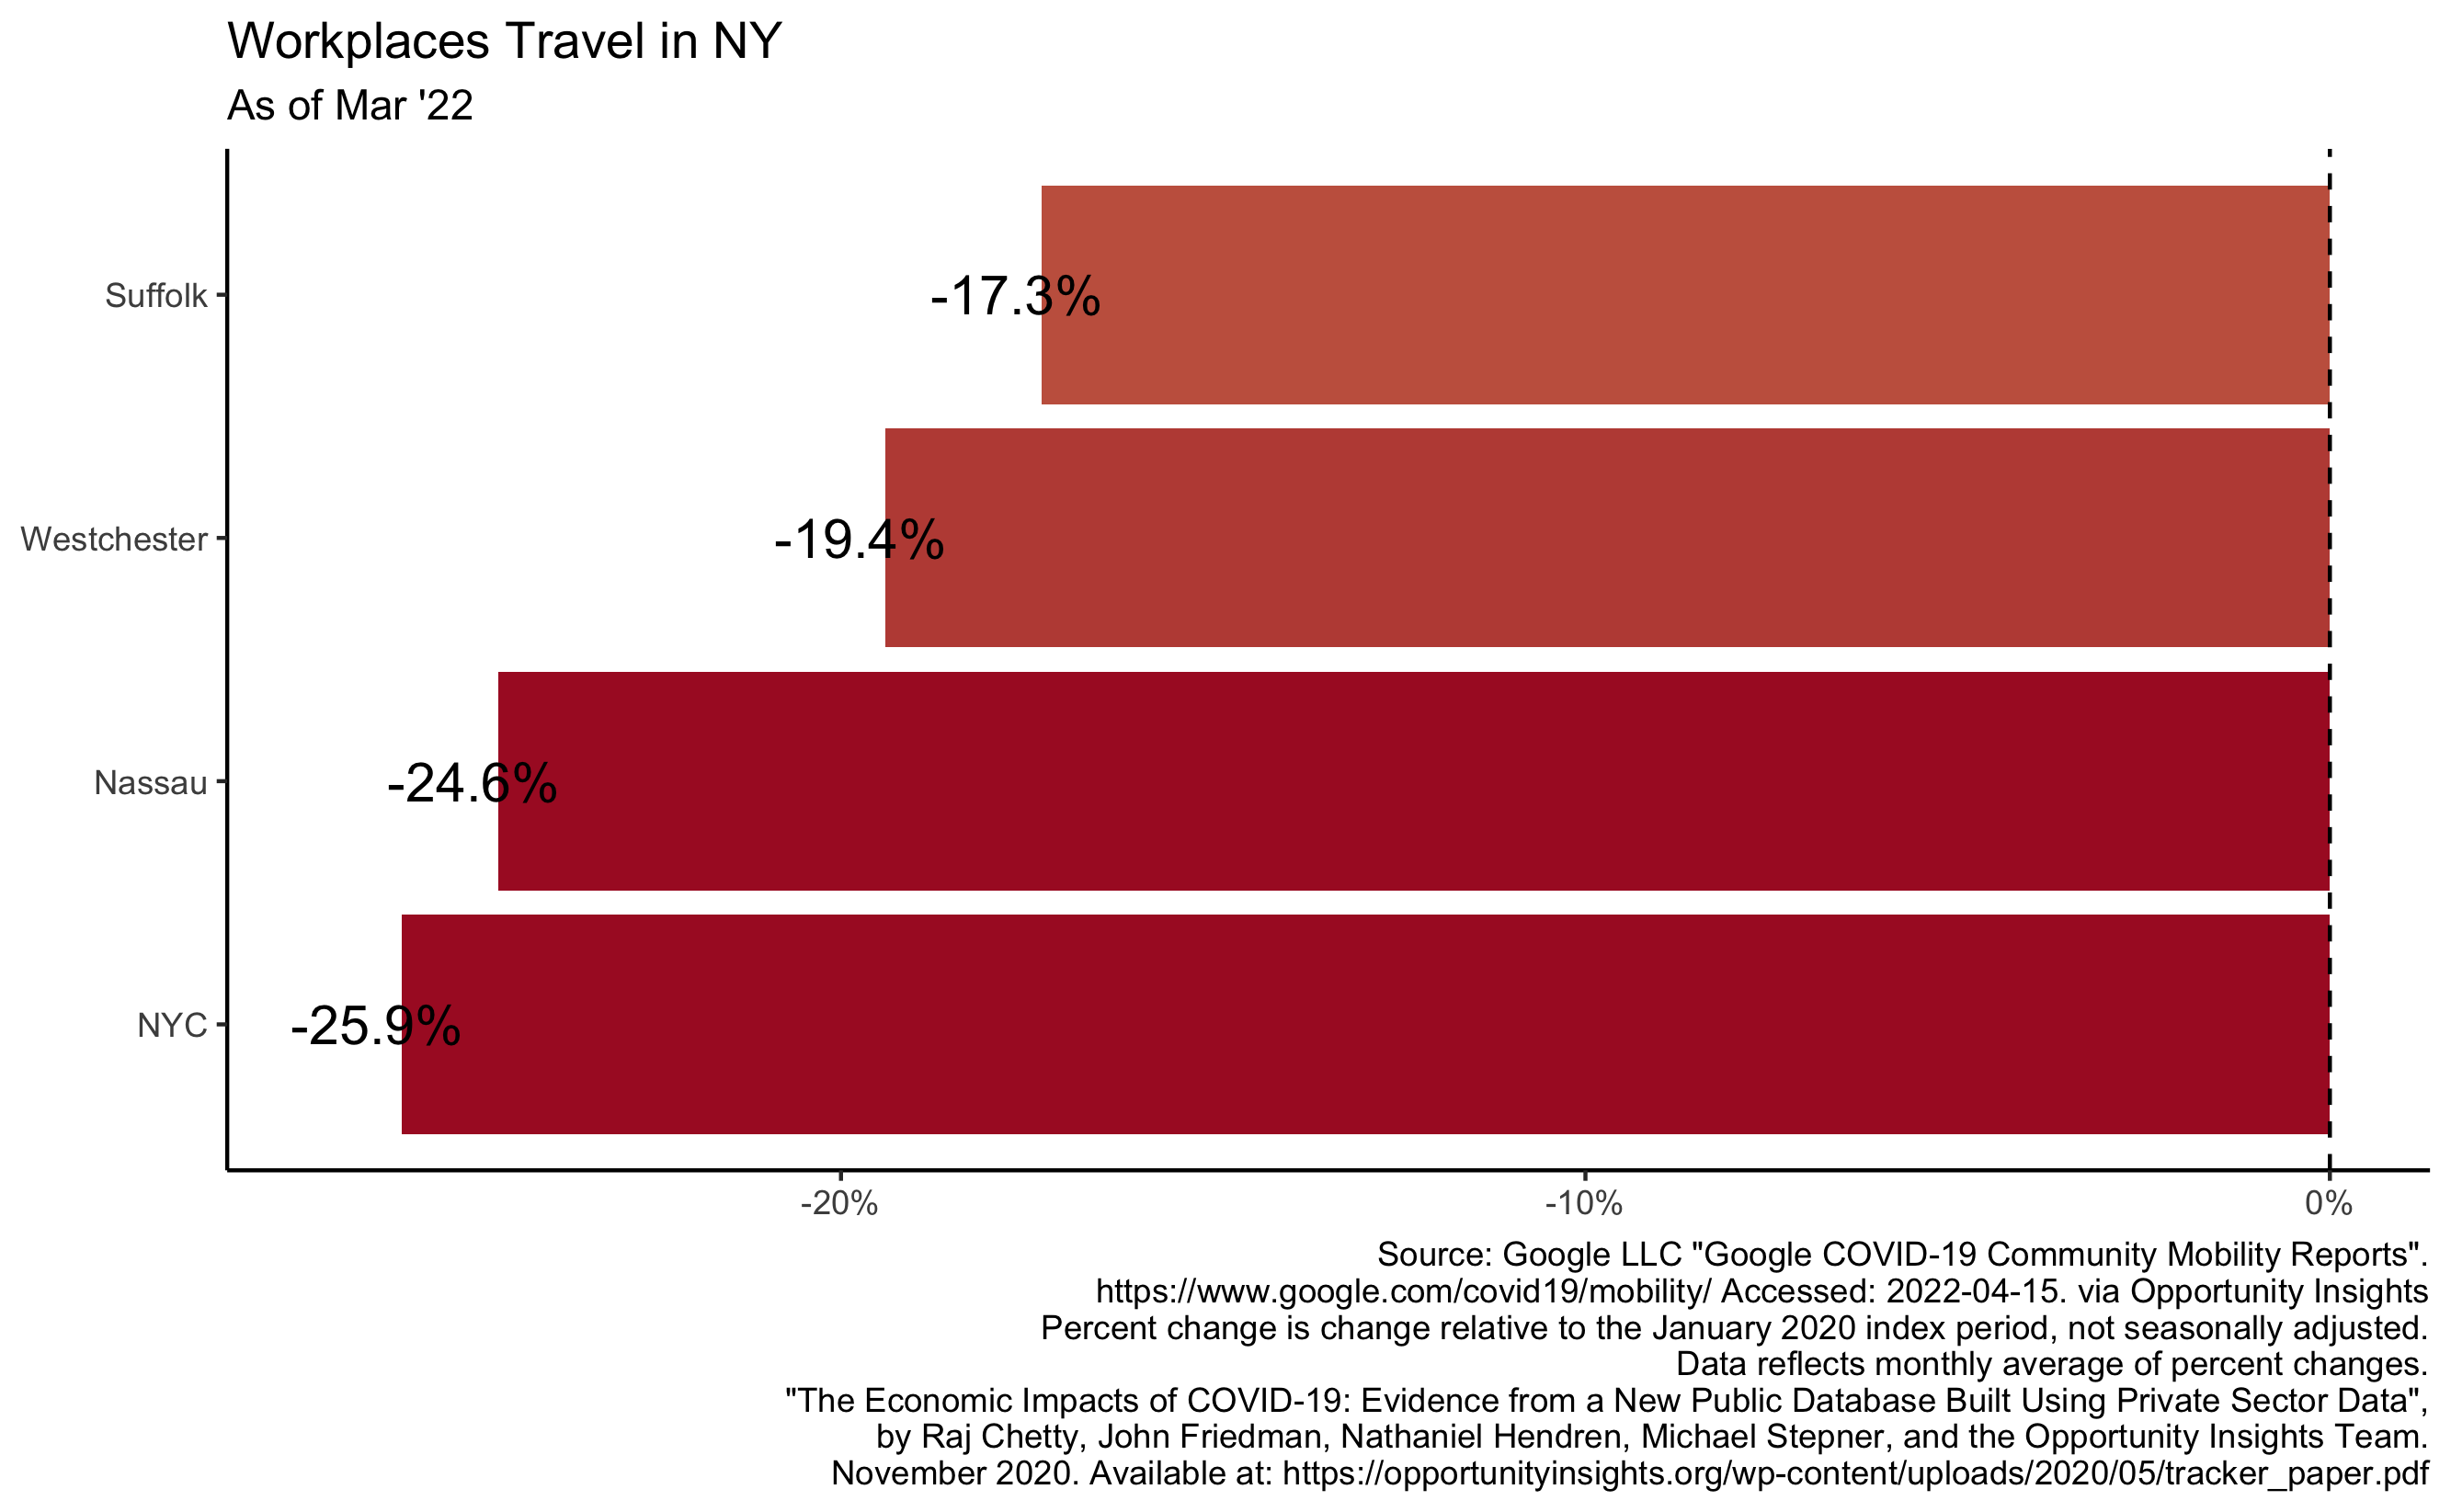 Workplaces Travel in NY
As of Mar '22
Suffolk
-17.3%
Westchester
-19.4%
Nassau
-24.6%
NYC
-25.9%
-20%
-10%
0%
Source: Google LLC "Google COVID-19 Community Mobility Reports".
https://www.google.com/covid19/mobility/ Accessed: 2022-04-15. via Opportunity Insights
Percent change is change relative to the January 2020 index period, not seasonally adjusted.
Data reflects monthly average of percent changes.
"The Economic Impacts of COVID-19: Evidence from a New Public Database Built Using Private Sector Data",
by Raj Chetty, John Friedman, Nathaniel Hendren, Michael Stepner, and the Opportunity Insights Team.
November 2020. Available at: https://opportunityinsights.org/wp-content/uploads/2020/05/tracker_paper.pdf